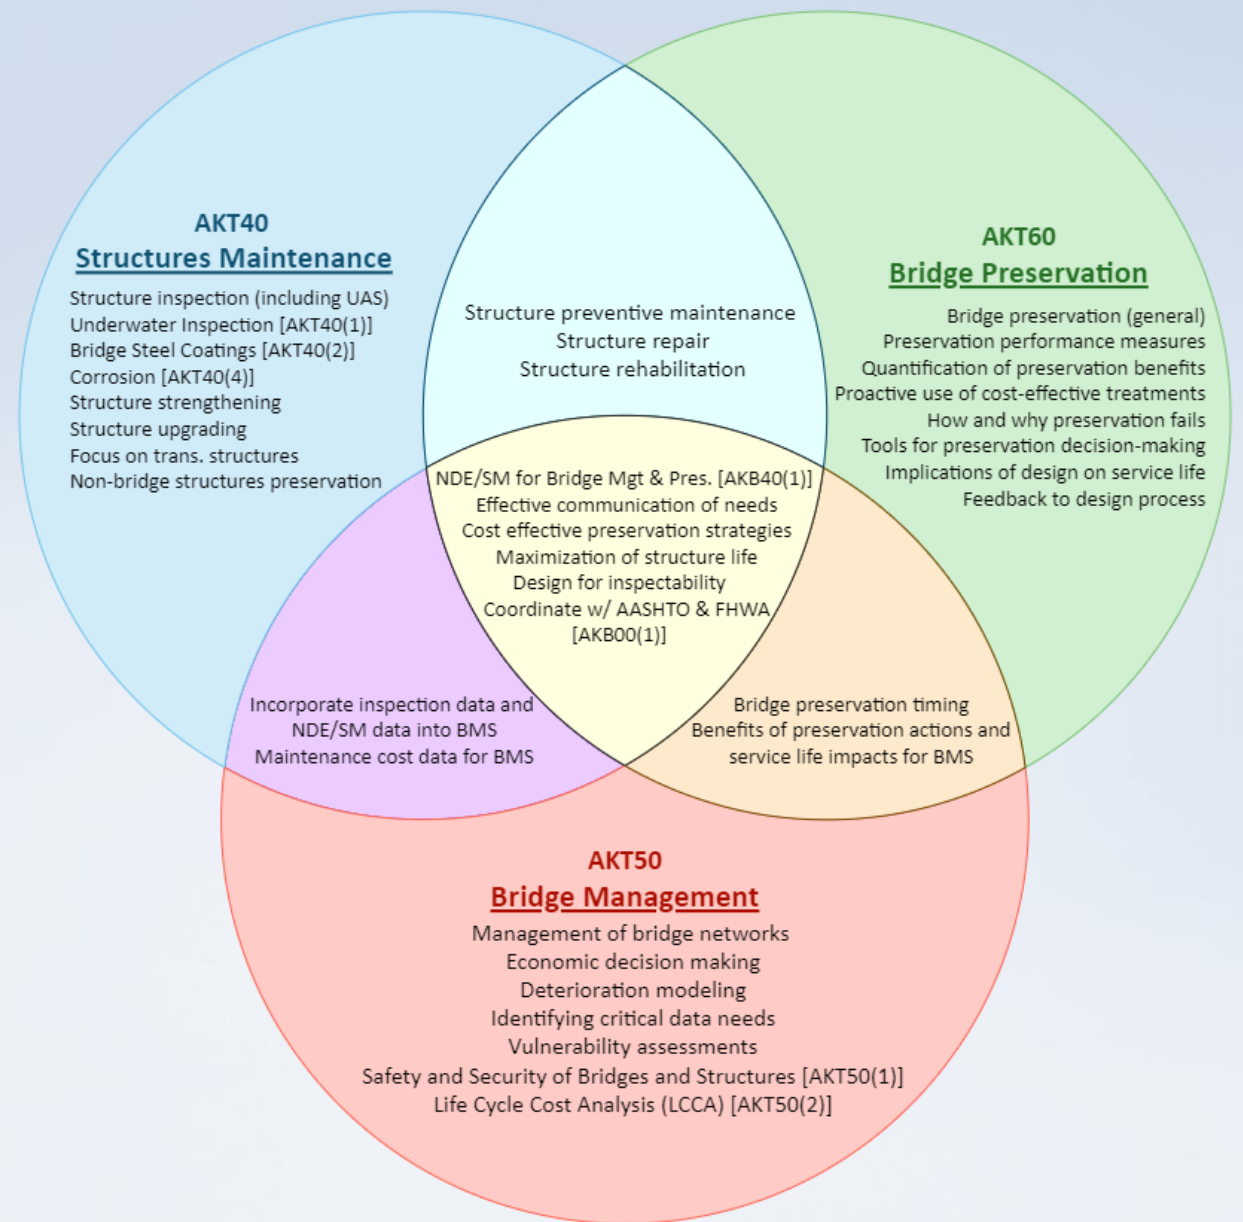 AKT40
Structures Maintenance
Structure inspection (including UAS)
Underwater Inspection [AKT40(1)]
Bridge Steel Coatings [AKT40(2)]
Corrosion [AKT40(4)]
Structure strengthening
Structure upgrading
Focus on trans. structures
Non-bridge structures preservation
Structure preventive maintenance
Structure repair
Structure rehabilitation
AKT60
Bridge Preservation
Bridge preservation (general)
Preservation performance measures
Quantification of preservation benefits
Proactive use of cost-effective treatments
How and why preservation fails
Tools for preservation decision-making
Implications of design on service life
Feedback to design process
NDE/SM for Bridge Mgt & Pres. [AKB40(1)]
Effective communication of needs
Cost effective preservation strategies
Maximization of structure life
Design for inspectability
Coordinate w/ AASHTO & FHWA
[AKB00(1)]
Incorporate inspection data and
NDE/SM data into BMS
Maintenance cost data for BMS
Bridge preservation timing
Benefits of preservation actions and
service life impacts for BMS
AKT50
Bridge Management
Management of bridge networks
Economic decision making
Deterioration modeling
Identifying critical data needs
Vulnerability assessments
Safety and Security of Bridges and Structures [AKT50(1)]
Life Cycle Cost Analysis (LCCA) [AKT50(2)]